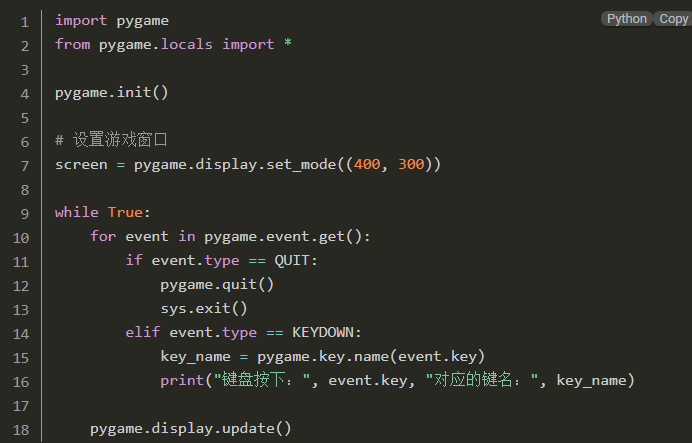 Python Copy
1 import pygame
2 from pygame.locals import *
3
4 pygame.init()
5
6 # 设置游戏窗口
7 screen = pygame.display.set_mode((400, 300))
8
9 while True:
10     for event in pygame.event.get():
11         if event.type == QUIT:
12             pygame.quit()
13             sys.exit()
14         elif event.type == KEYDOWN:
15             key_name = pygame.key.name(event.key)
16             print("键盘按下：", event.key, "对应的键名：", key_name)
17
18     pygame.display.update()